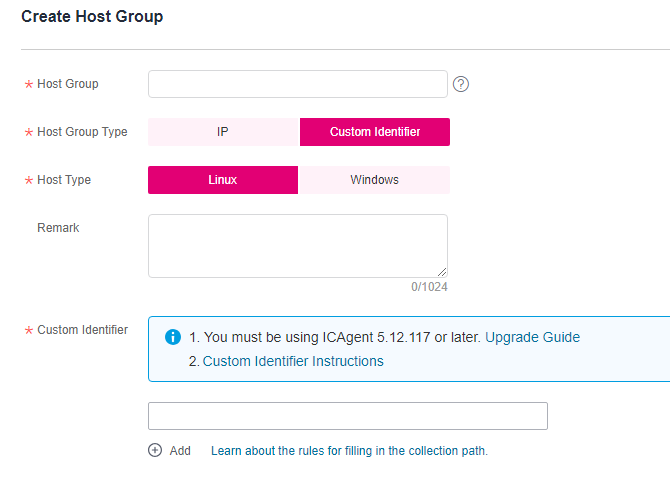 Create Host Group
* Host Group
?
* Host Group Type IP Custom Identifier
* Host Type Linux Windows
Remark
0/1024
* Custom Identifier
1. You must be using ICAgent 5.12.117 or later. Upgrade Guide
2. Custom Identifier Instructions
Add Learn about the rules for filling in the collection path.